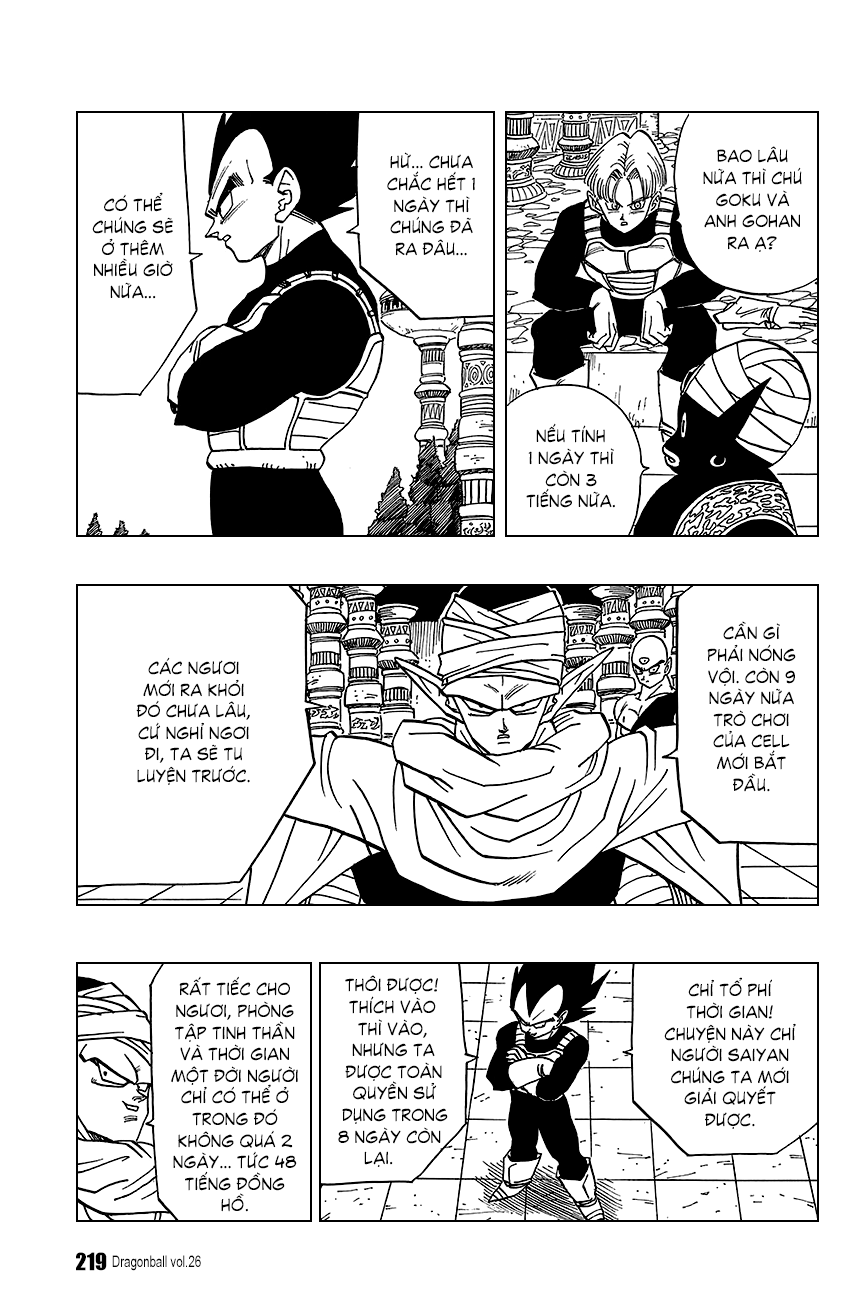 BAO LÂU
NỮA THÌ CHÚ
GOKU VÀ
ANH GOHAN
RA Ạ?
NẾU TÍNH
1 NGÀY THÌ
CÒN 3
TIẾNG NỮA.
HỪ... CHƯA
CHẮC HẾT 1
NGÀY THÌ
CHÚNG ĐÃ
RA ĐÂU...
CÓ THỂ
CHÚNG SẼ
Ở THÊM
NHIỀU GIỜ
NỮA...
CẦN GÌ
PHẢI NÓNG
VỘI. CÒN 9
NGÀY NỮA
TRÒ CHƠI
CỦA CELL
MỚI BẮT
ĐẦU.
CÁC NGƯƠI
MỚI RA KHỎI
ĐÓ CHƯA LÂU,
CỨ NGHỈ NGƠI
ĐI, TA SẼ TU
LUYỆN TRƯỚC.
CHỈ TỔ PHÍ
THỜI GIAN!
CHUYỆN NÀY CHỈ
NGƯỜI SAIYAN
CHÚNG TA MỚI
GIẢI QUYẾT
ĐƯỢC.
THÔI ĐƯỢC!
THÍCH VÀO
THÌ VÀO,
NHƯNG TA
ĐƯỢC TOÀN
QUYỀN SỬ
DỤNG TRONG
8 NGÀY CÒN
LẠI.
RẤT TIẾC CHO
NGƯƠI, PHÒNG
TẬP TINH THẦN
VÀ THỜI GIAN
MỘT ĐỜI NGƯỜI
CHỈ CÓ THỂ Ở
TRONG ĐÓ
KHÔNG QUÁ 2
NGÀY... TỨC 48
TIẾNG ĐỒNG
HỒ.
219 Dragonball vol.26